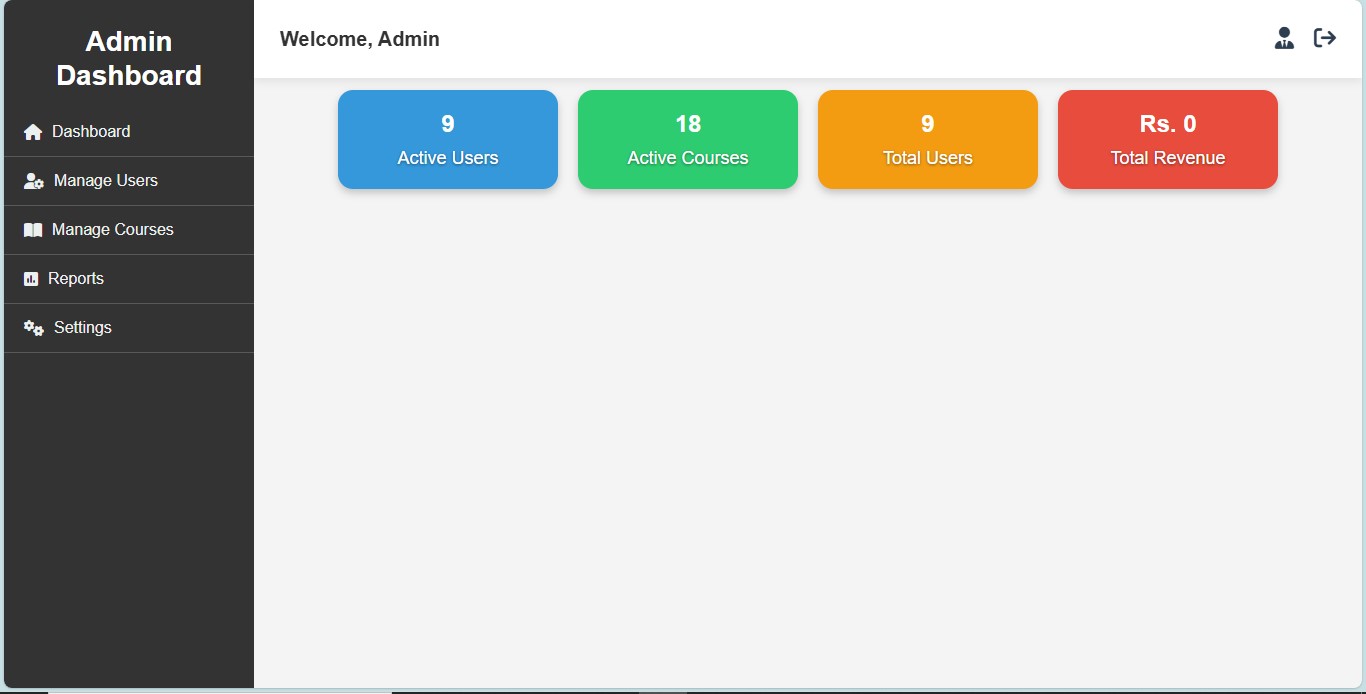 Admin
Dashboard
Dashboard
Manage Users
Manage Courses
Reports
Settings
Welcome, Admin
9
Active Users
18
Active Courses
9
Total Users
Rs. 0
Total Revenue